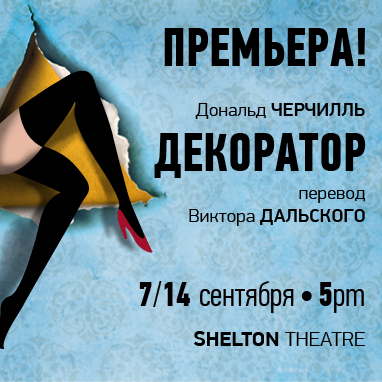 ПРЕМЬЕРА!
Дональд ЧЕРЧИЛЛЬ
ДЕКОРАТОР
перевод
Виктора ДАЛЬСКОГО
7/14 сентября • 5pm
SHELTON THEATRE